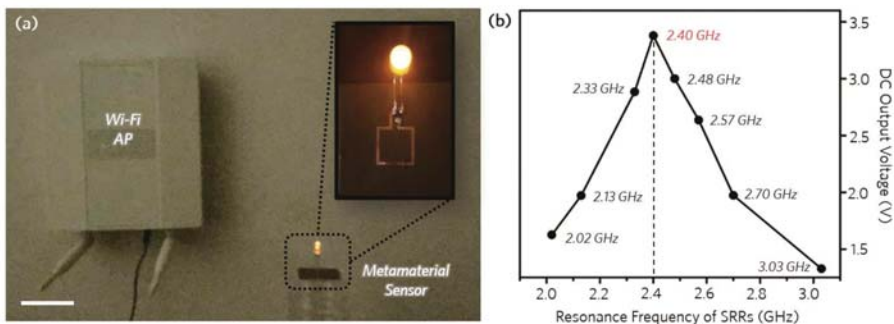 (a)
Wi-Fi
AP
Metamaterial
Sensor
(b)
2.40 GHz
2.33 GHz
2.48 GHz
2.57 GHz
2.13 GHz
2.70 GHz
2.02 GHz
3.03 GHz
3.5
3.0
2.5
2.0
1.5
DC Output Voltage (V)
2.0 2.2 2.4 2.6 2.8 3.0
Resonance Frequency of SRRs (GHz)